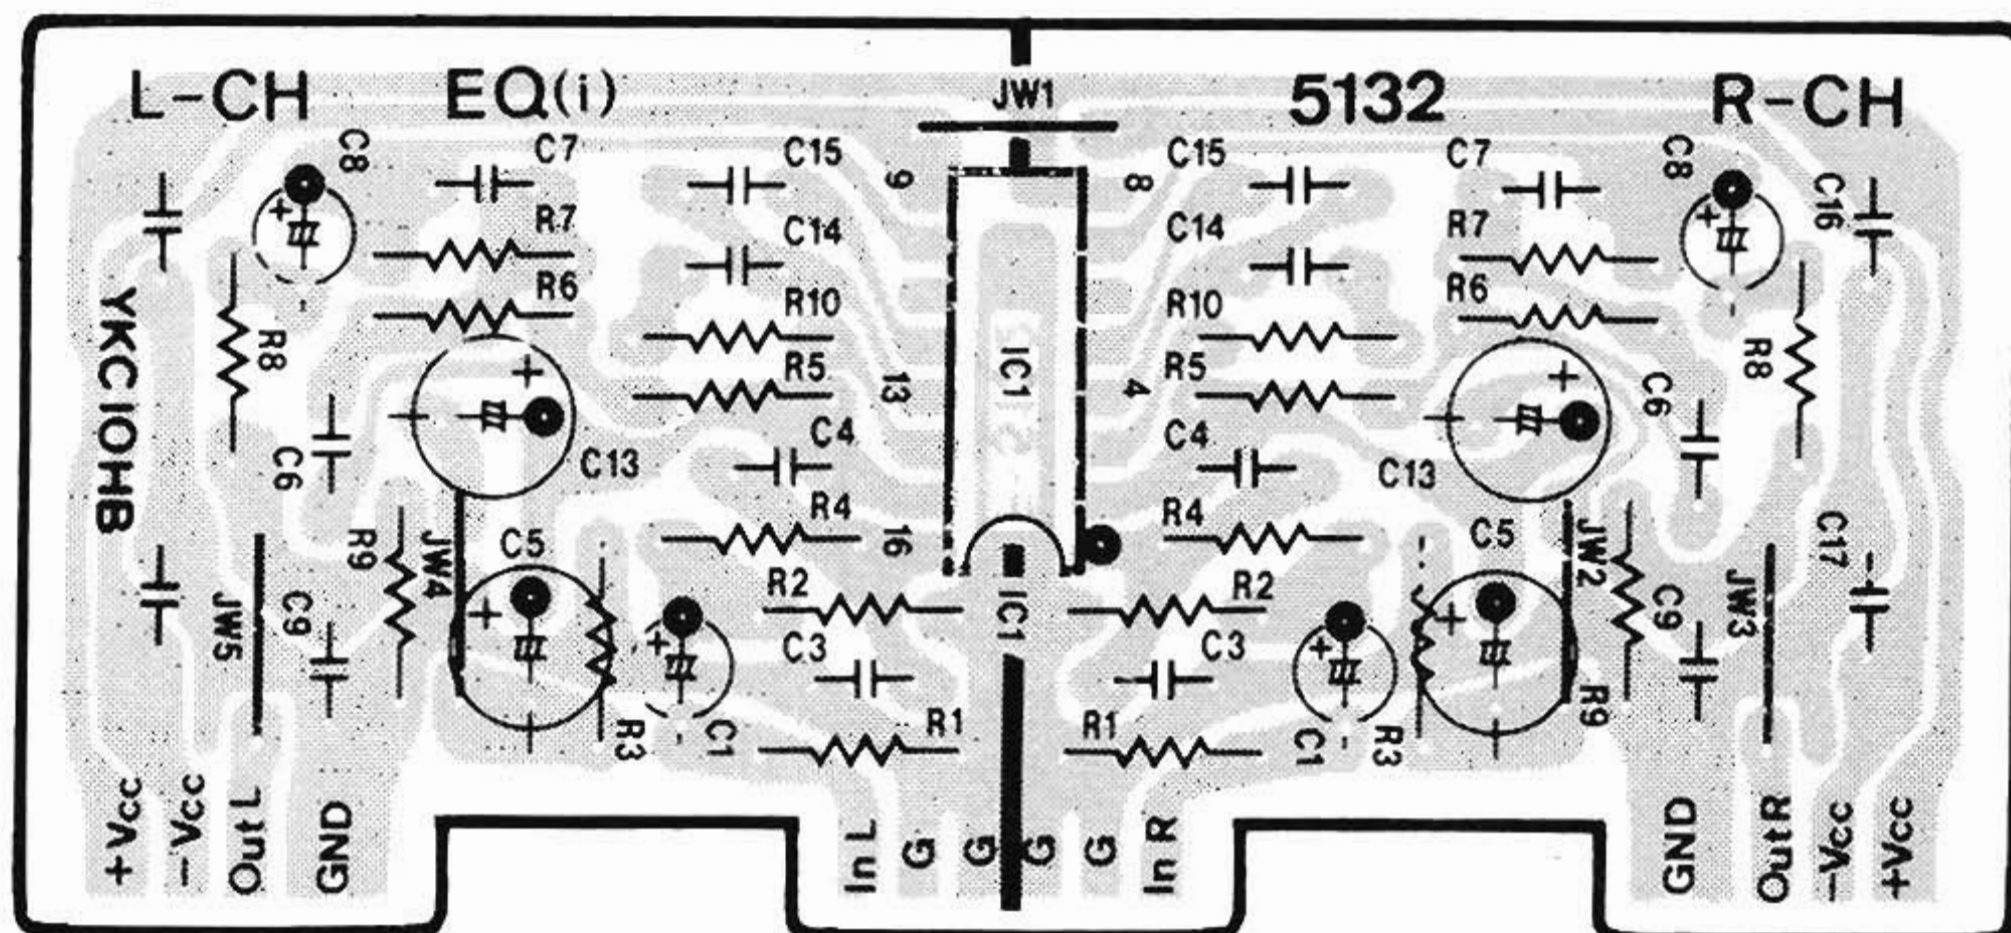 L-CH EQ(i) JW1 5132 R-CH
C8 C7 C15 9 8 C15 C7 C8 C16
+ +
R7 C14 C14 R7
R6 R10 R10 R6
YKC10HB R8 R5 13 IC1 4 R5 R8
+ +
C6 C13 C4 C4 C13 C6
R9 JW4 C5 R4 16 R4 C5 JW2 C17
JW5 C9 R2 IC1 R2 C9 JW3
+ + + +
C3 C3
R3 C1 R1 R1 C1 R3 R9
+Vcc -Vcc Out L GND In L G G G G In R GND Out R -Vcc +Vcc